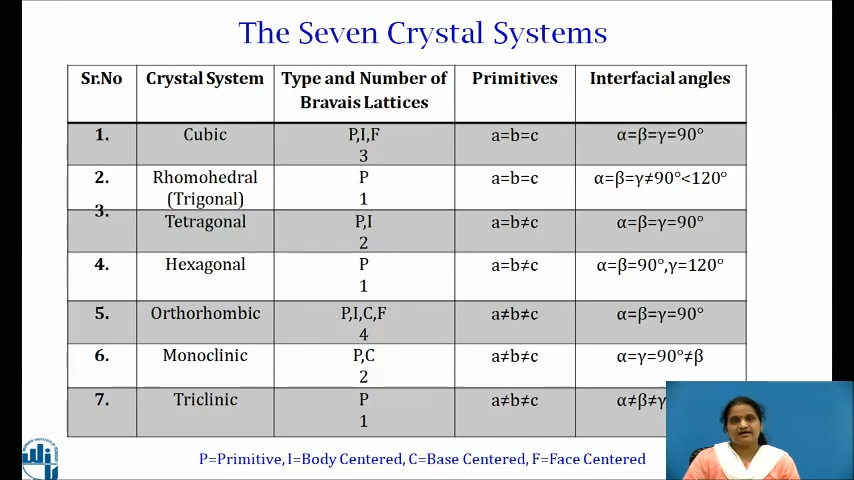 The Seven Crystal Systems
Sr.No Crystal System Type and Number of Bravais Lattices Primitives Interfacial angles
1. Cubic P,I,F 3 a=b=c α=β=γ=90°
2. Rhomohedral (Trigonal) P 1 a=b=c α=β=γ≠90°<120°
3. Tetragonal P,I 2 a=b≠c α=β=γ=90°
4. Hexagonal P 1 a=b≠c α=β=90°,γ=120°
5. Orthorhombic P,I,C,F 4 a≠b≠c α=β=γ=90°
6. Monoclinic P,C 2 a≠b≠c α=γ=90°≠β
7. Triclinic P 1 a≠b≠c α≠β≠γ
P=Primitive, I=Body Centered, C=Base Centered, F=Face Centered